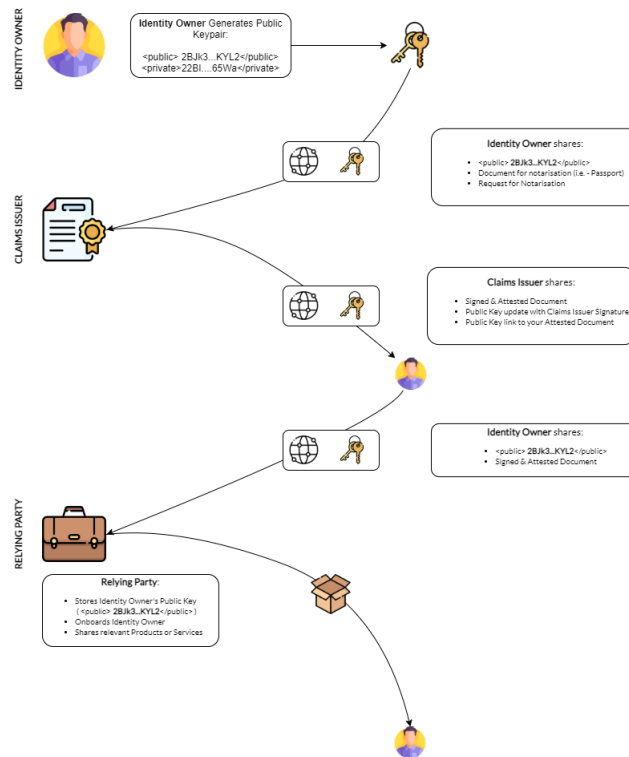 IDENTITY OWNER
Identity Owner Generates Public
Keypair:
<public> 2BJk3...KYL2</public>
<private>22BI....65Wa</private>
Identity Owner shares:
<public> 2BJk3...KYL2</public>
Document for notarisation (i.e. - Passport)
Request for Notarisation
CLAIMS ISSUER
Claims Issuer shares:
Signed & Attested Document
Public Key update with Claims Issuer Signature
Public Key link to your Attested Document
Identity Owner shares:
<public> 2BJk3...KYL2</public>
Signed & Attested Document
RELYING PARTY
Relying Party:
Stores Identity Owner's Public Key
( <public> 2BJk3...KYL2</public> )
Onboards Identity Owner
Shares relevant Products or Services